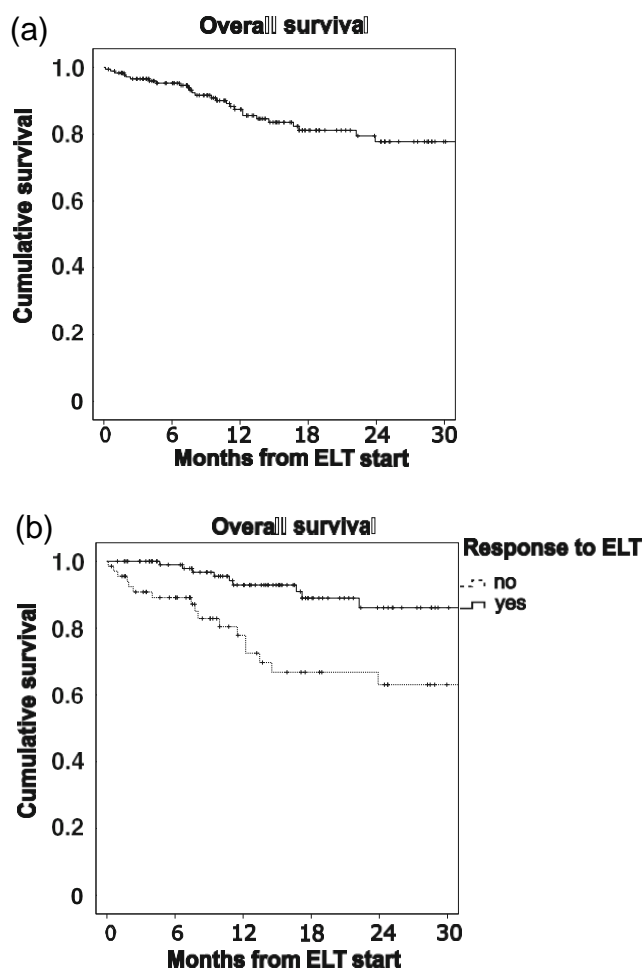 (a)
Overall survival
1.0
0.8
0.6
0.4
0.2
0
Cumulative survival
0 6 12 18 24 30
Months from ELT start
(b)
Overall survival
Response to ELT
no
yes
1.0
0.8
0.6
0.4
0.2
0
Cumulative survival
0 6 12 18 24 30
Months from ELT start